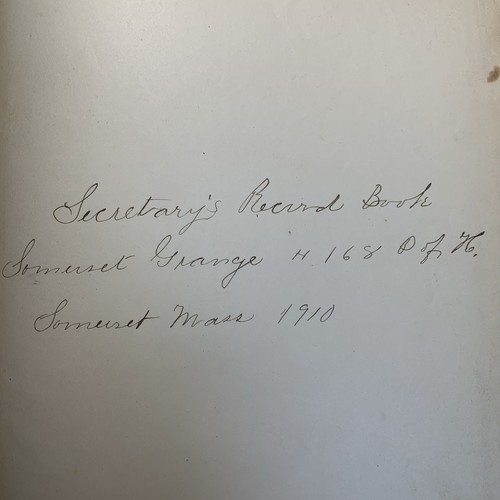 Secretary's Record Book
Somerset Grange # 168 P of H.
Somerset Mass 1910